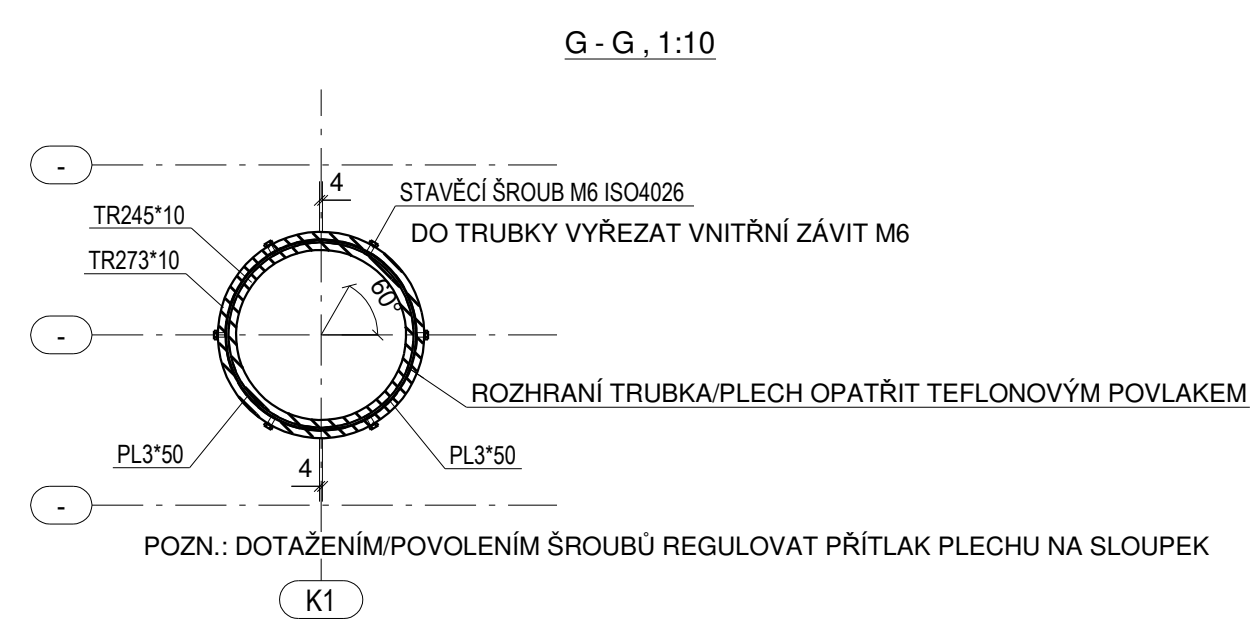 G - G , 1:10
-
4
STAVĚCÍ ŠROUB M6 ISO4026
TR245*10
DO TRUBKY VYŘEZAT VNITŘNÍ ZÁVIT M6
TR273*10
60°
-
ROZHRANÍ TRUBKA/PLECH OPATŘIT TEFLONOVÝM POVLAKEM
PL3*50
4
PL3*50
-
POZN.: DOTAŽENÍM/POVOLENÍM ŠROUBŮ REGULOVAT PŘÍTLAK PLECHU NA SLOUPEK
K1